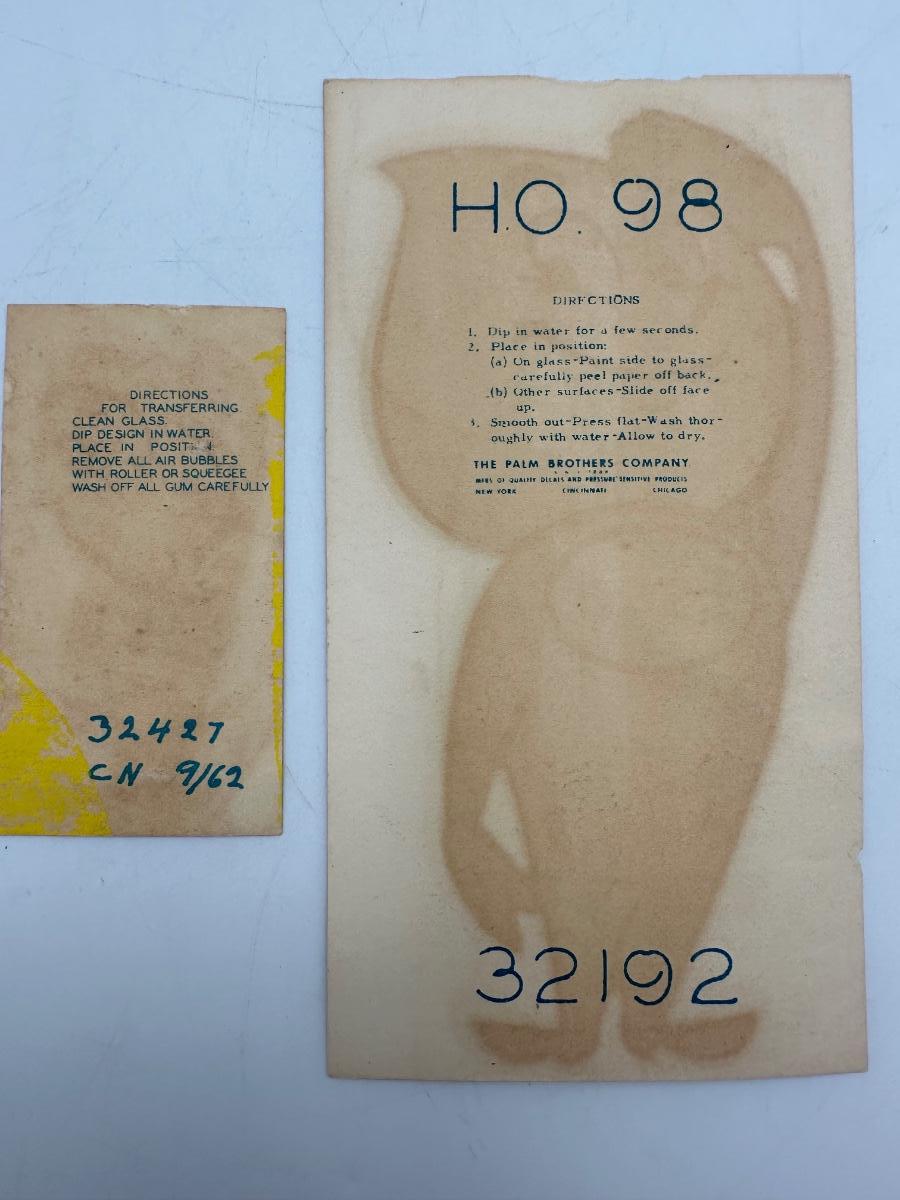 DIRECTIONS
FOR TRANSFERRING
CLEAN GLASS.
DIP DESIGN IN WATER.
PLACE IN POSITI N.
REMOVE ALL AIR BUBBLES
WITH ROLLER OR SQUEEGEE
WASH OFF ALL GUM CAREFULLY
32427
CN 9/62
H.O. 98
DIRECTIONS
1. Dip in water for a few seconds.
2. Place in position:
(a) On glass-Paint side to glass-
carefully peel paper off back.
(b) Other surfaces-Slide off face
up.
3. Smooth out-Press flat-Wash thor-
oughly with water-Allow to dry.
THE PALM BROTHERS COMPANY
MFRS OF QUALITY DECALS AND PRESSURE SENSITIVE PRODUCTS
NEW YORK CINCINNATI CHICAGO
32192